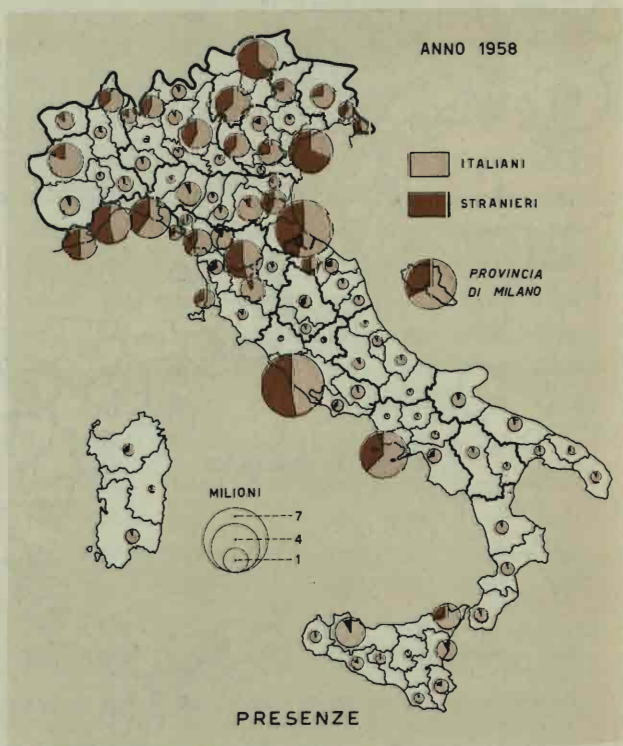 ANNO 1958
ITALIANI
STRANIERI
PROVINCIA
DI MILANO
a
MILIONI
7
4
1
PRESENZE